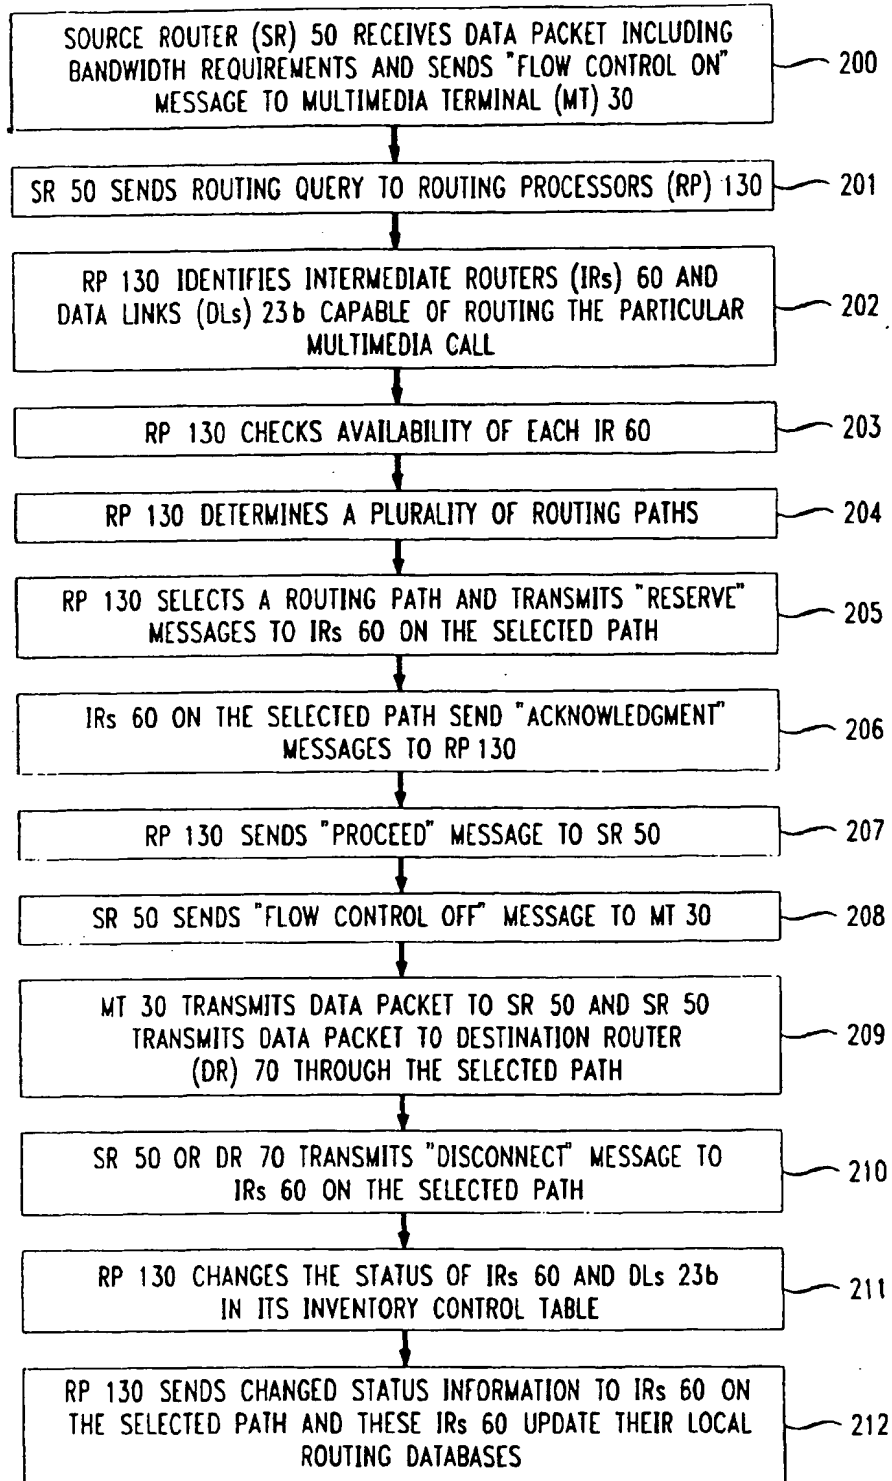 SOURCE ROUTER (SR) 50 RECEIVES DATA PACKET INCLUDING
BANDWIDTH REQUIREMENTS AND SENDS "FLOW CONTROL ON"
MESSAGE TO MULTIMEDIA TERMINAL (MT) 30
200
SR 50 SENDS ROUTING QUERY TO ROUTING PROCESSORS (RP) 130
201
RP 130 IDENTIFIES INTERMEDIATE ROUTERS (IRs) 60 AND
DATA LINKS (DLs) 23b CAPABLE OF ROUTING THE PARTICULAR
MULTIMEDIA CALL
202
RP 130 CHECKS AVAILABILITY OF EACH IR 60
203
RP 130 DETERMINES A PLURALITY OF ROUTING PATHS
204
RP 130 SELECTS A ROUTING PATH AND TRANSMITS "RESERVE"
MESSAGES TO IRs 60 ON THE SELECTED PATH
205
IRs 60 ON THE SELECTED PATH SEND "ACKNOWLEDGMENT"
MESSAGES TO RP 130
206
RP 130 SENDS "PROCEED" MESSAGE TO SR 50
207
SR 50 SENDS "FLOW CONTROL OFF" MESSAGE TO MT 30
208
MT 30 TRANSMITS DATA PACKET TO SR 50 AND SR 50
TRANSMITS DATA PACKET TO DESTINATION ROUTER
(DR) 70 THROUGH THE SELECTED PATH
209
SR 50 OR DR 70 TRANSMITS "DISCONNECT" MESSAGE TO
IRs 60 ON THE SELECTED PATH
210
RP 130 CHANGES THE STATUS OF IRs 60 AND DLs 23b
IN ITS INVENTORY CONTROL TABLE
211
RP 130 SENDS CHANGED STATUS INFORMATION TO IRs 60 ON
THE SELECTED PATH AND THESE IRs 60 UPDATE THEIR LOCAL
ROUTING DATABASES
212